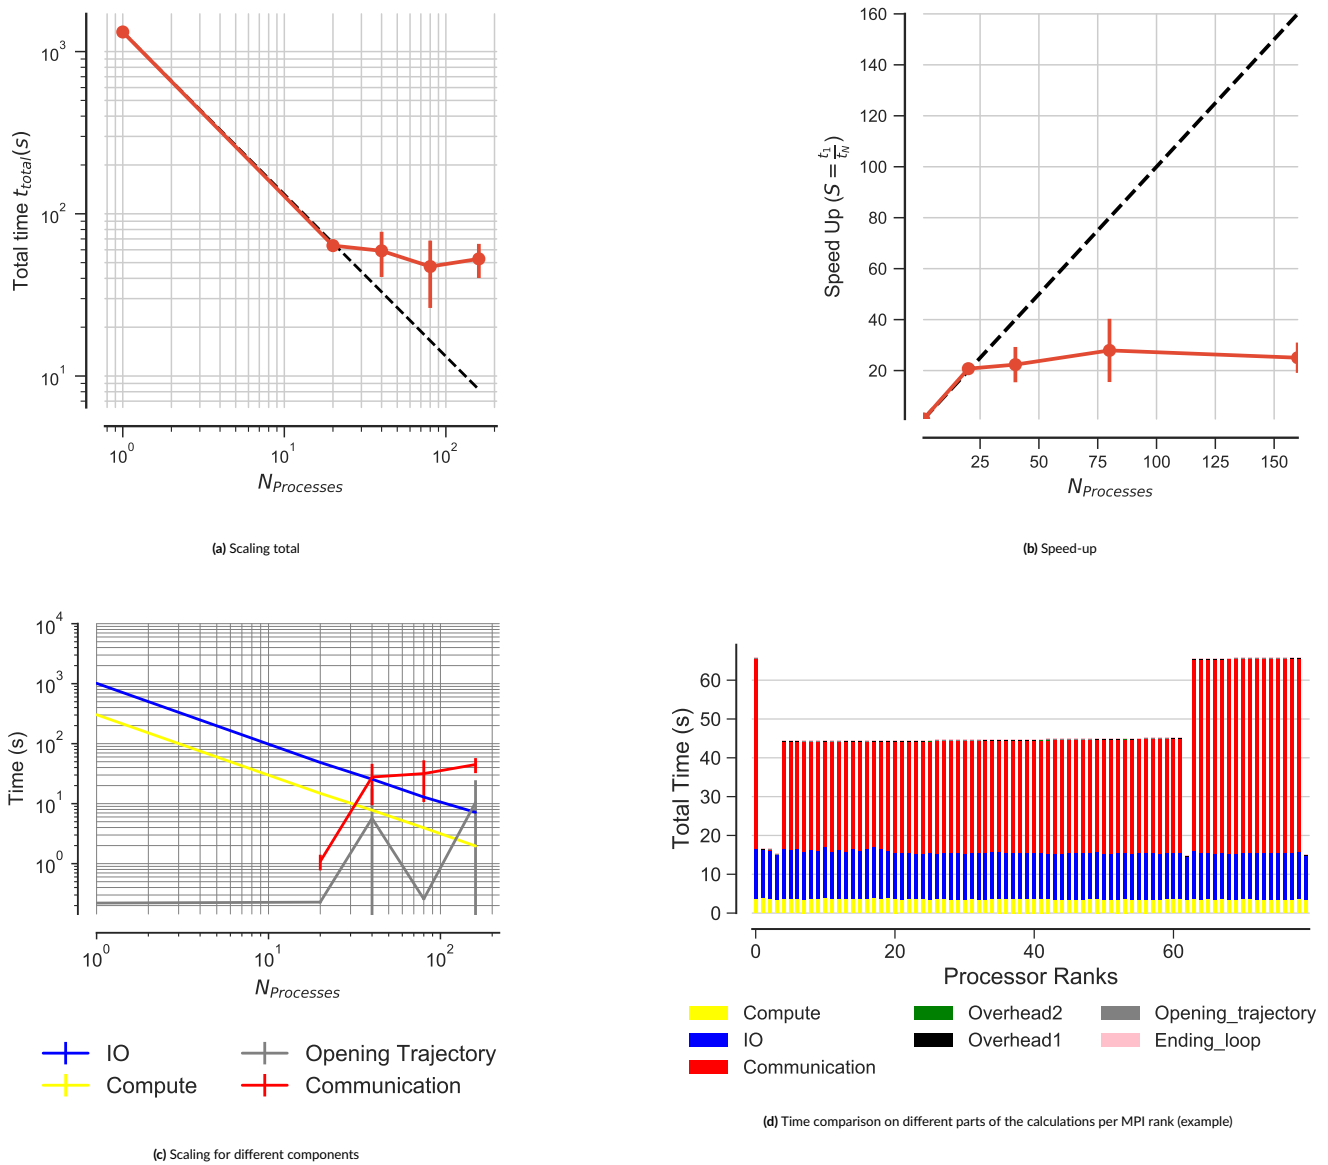 10^3
10^2
10^1
Total time t_total(s)
10^0
10^1
10^2
N_Processes
(a) Scaling total
160
140
120
100
80
60
40
20
Speed Up (S = t_1/t_N)
25
50
75
100
125
150
N_Processes
(b) Speed-up
10^4
10^3
10^2
10^1
10^0
Time (s)
10^0
10^1
10^2
N_Processes
IO
Opening Trajectory
Compute
Communication
(c) Scaling for different components
60
50
40
30
20
10
0
Total Time (s)
0
20
40
60
Processor Ranks
Compute
Overhead2
Opening_trajectory
IO
Overhead1
Ending_loop
Communication
(d) Time comparison on different parts of the calculations per MPI rank (example)